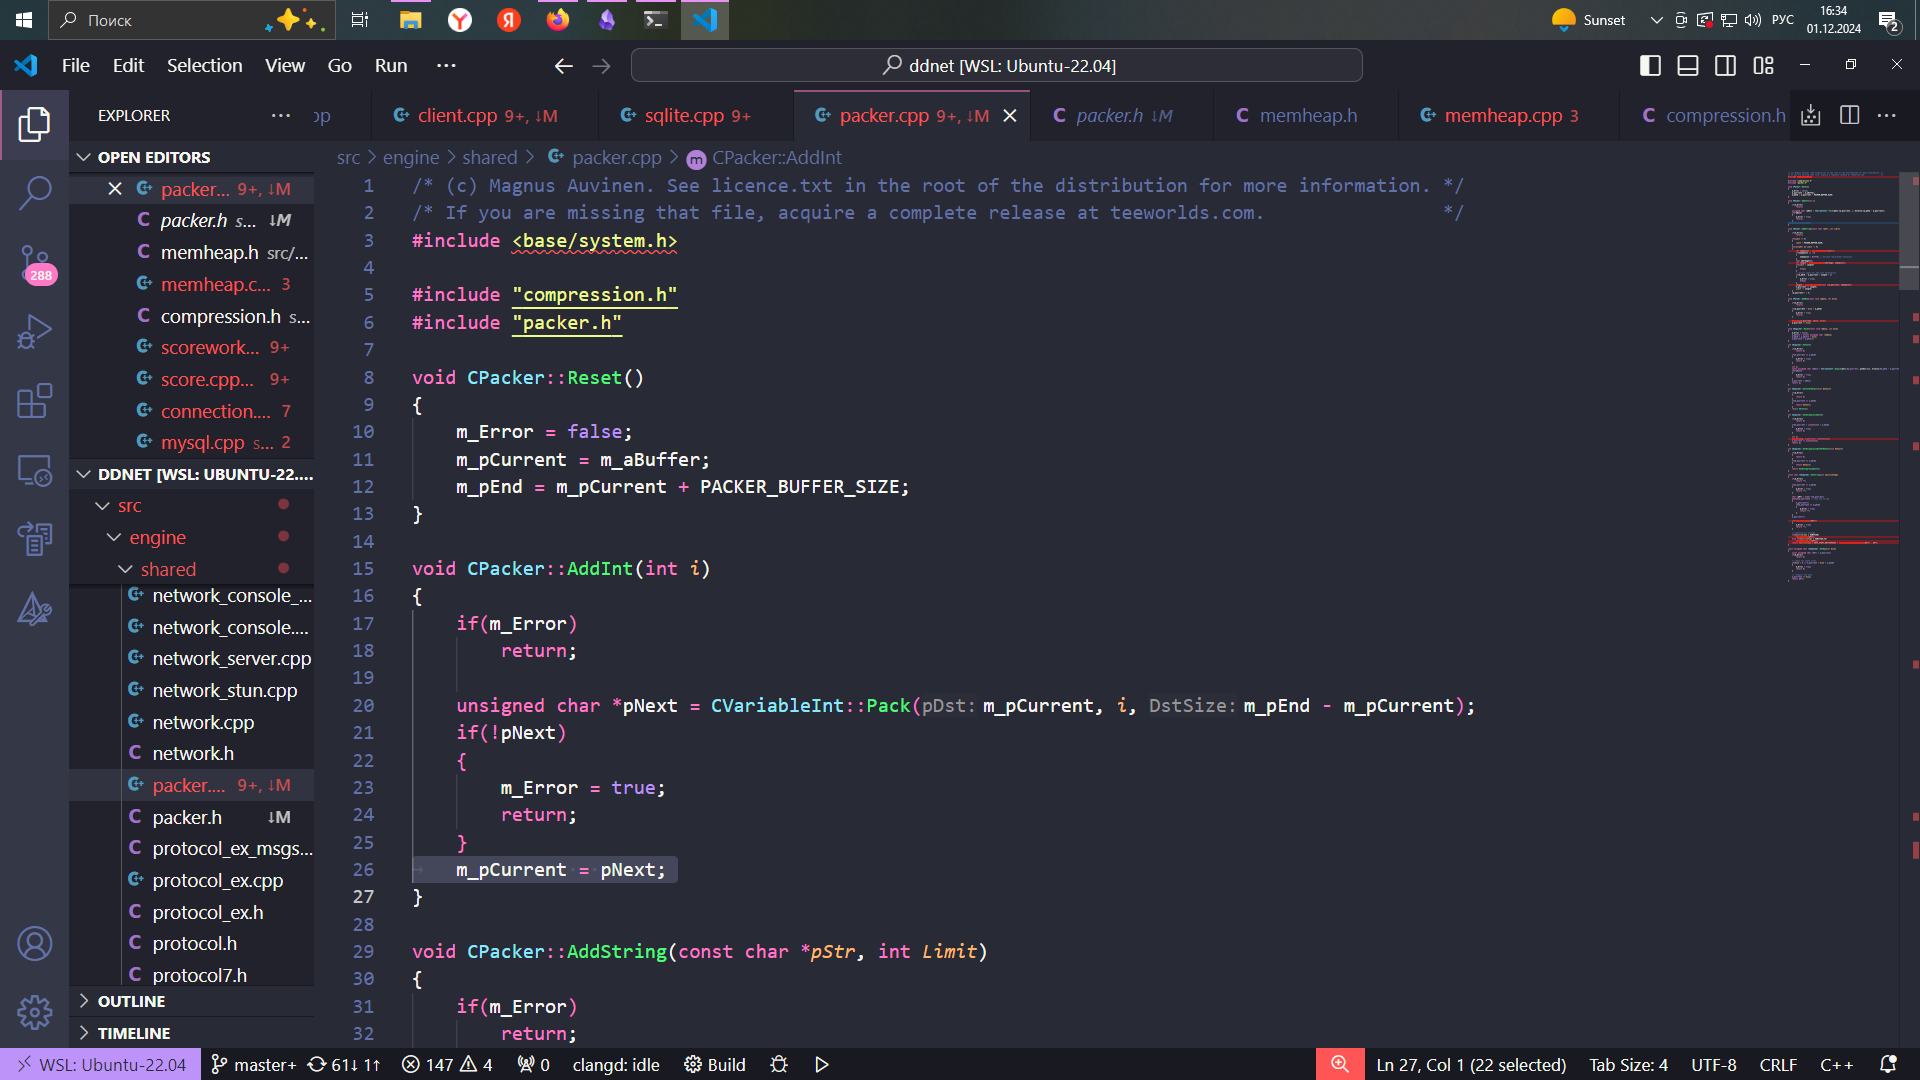 Поиск
Sunset
РУС
16:34
01.12.2024
2
File Edit Selection View Go Run ···
ddnet [WSL: Ubuntu-22.04]
EXPLORER ···
pp
client.cpp 9+, ↓M
sqlite.cpp 9+
packer.cpp 9+, ↓M
packer.h ↓M
memheap.h
memheap.cpp 3
compression.h
288
OPEN EDITORS
packer... 9+, ↓M
packer.h s... ↓M
memheap.h src/...
memheap.c... 3
compression.h s...
scorework... 9+
score.cpp... 9+
connection.... 7
mysql.cpp s... 2
DDNET [WSL: UBUNTU-22....
src
engine
shared
network_console_...
network_console....
network_server.cpp
network_stun.cpp
network.cpp
network.h
packer.... 9+, ↓M
packer.h ↓M
protocol_ex_msgs...
protocol_ex.cpp
protocol_ex.h
protocol.h
protocol7.h
OUTLINE
TIMELINE
src > engine > shared > packer.cpp > CPacker::AddInt
1 /* (c) Magnus Auvinen. See licence.txt in the root of the distribution for more information. */
2 /* If you are missing that file, acquire a complete release at teeworlds.com. */
3 #include <base/system.h>
4
5 #include "compression.h"
6 #include "packer.h"
7
8 void CPacker::Reset()
9 {
10 m_Error = false;
11 m_pCurrent = m_aBuffer;
12 m_pEnd = m_pCurrent + PACKER_BUFFER_SIZE;
13 }
14
15 void CPacker::AddInt(int i)
16 {
17 if(m_Error)
18 return;
19
20 unsigned char *pNext = CVariableInt::Pack(pDst: m_pCurrent, i, DstSize: m_pEnd - m_pCurrent);
21 if(!pNext)
22 {
23 m_Error = true;
24 return;
25 }
26 m_pCurrent = pNext;
27 }
28
29 void CPacker::AddString(const char *pStr, int Limit)
30 {
31 if(m_Error)
32 return;
WSL: Ubuntu-22.04 master+ 61↓ 1↑ 147 4 0 clangd: idle Build
Ln 27, Col 1 (22 selected) Tab Size: 4 UTF-8 CRLF C++